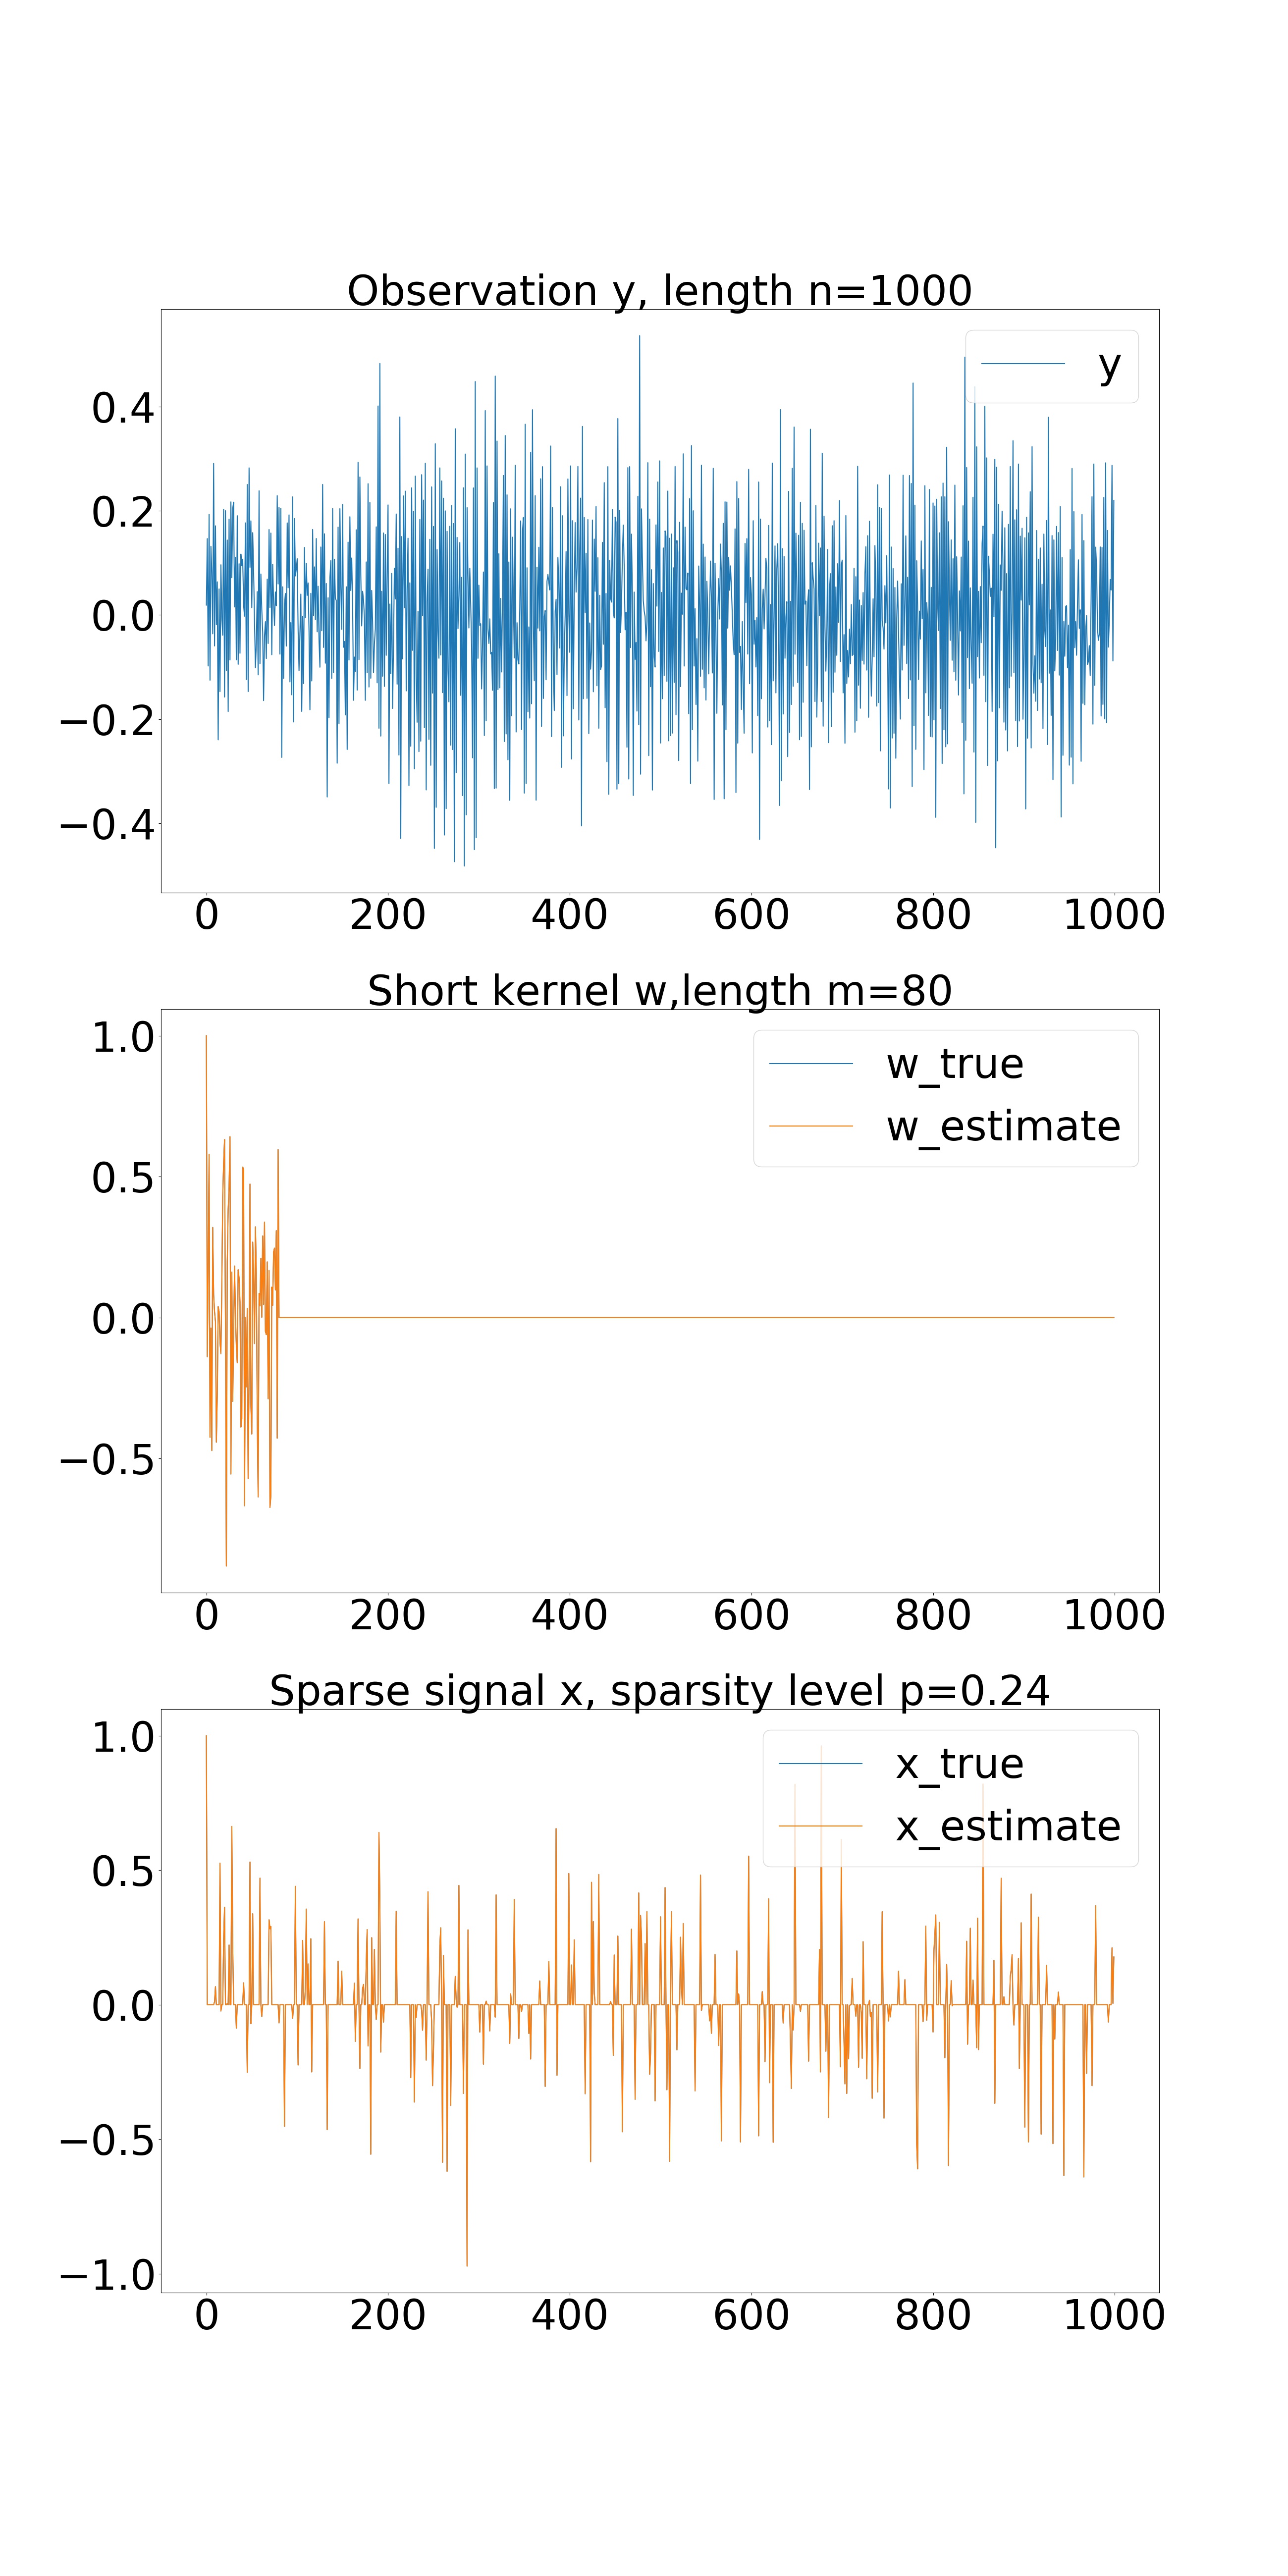 Observation y, length n=1000
y
0.4
0.2
0.0
−0.2
−0.4
0 200 400 600 800 1000
Short kernel w,length m=80
w_true
w_estimate
1.0
0.5
0.0
−0.5
0 200 400 600 800 1000
Sparse signal x, sparsity level p=0.24
x_true
x_estimate
1.0
0.5
0.0
−0.5
−1.0
0 200 400 600 800 1000